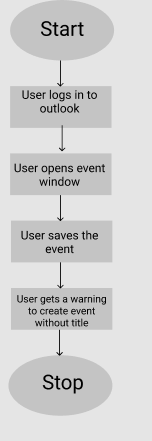 Start
User logs in to
outlook
User opens event
window
User saves the
event
User gets a warning
to create event
without title
Stop